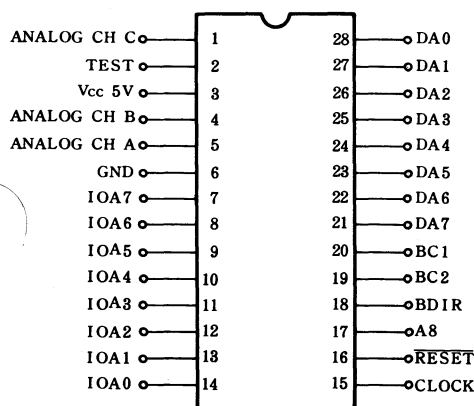 ANALOG CH C 1 28 DA0
TEST 2 27 DA1
Vcc 5V 3 26 DA2
ANALOG CH B 4 25 DA3
ANALOG CH A 5 24 DA4
GND 6 23 DA5
IOA7 7 22 DA6
IOA6 8 21 DA7
IOA5 9 20 BC1
IOA4 10 19 BC2
IOA3 11 18 BDIR
IOA2 12 17 A8
IOA1 13 16 RESET
IOA0 14 15 CLOCK